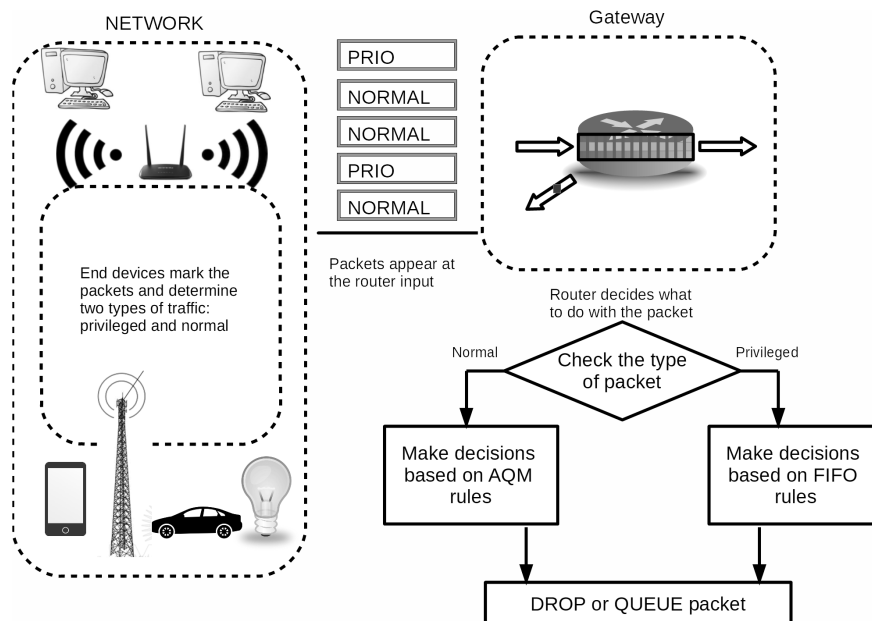 NETWORK
End devices mark the
packets and determine
two types of traffic:
privileged and normal
PRIO
NORMAL
NORMAL
PRIO
NORMAL
Packets appear at
the router input
Gateway
Router decides what
to do with the packet
Check the type
of packet
Normal
Privileged
Make decisions
based on AQM
rules
Make decisions
based on FIFO
rules
DROP or QUEUE packet